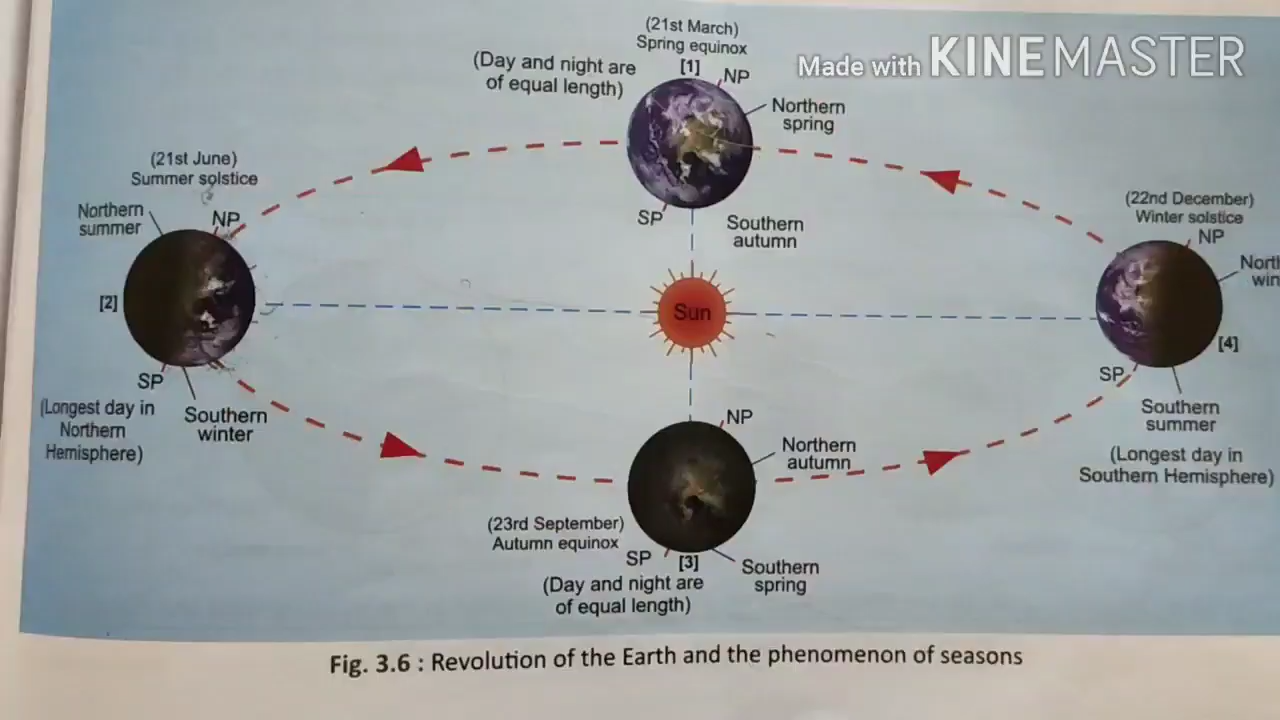 (21st March)
Spring equinox
[1]
Made with KINEMASTER
(Day and night are
of equal length)
NP
Northern
spring
SP
Southern
autumn
(21st June)
Summer solstice
Northern
summer
NP
[2]
SP
(Longest day in
Northern
Hemisphere)
Southern
winter
Sun
(22nd December)
Winter solstice
NP
[4]
SP
Southern
summer
(Longest day in
Southern Hemisphere)
NP
Northern
autumn
(23rd September)
Autumn equinox
SP
[3]
(Day and night are
of equal length)
Southern
spring
Fig. 3.6 : Revolution of the Earth and the phenomenon of seasons